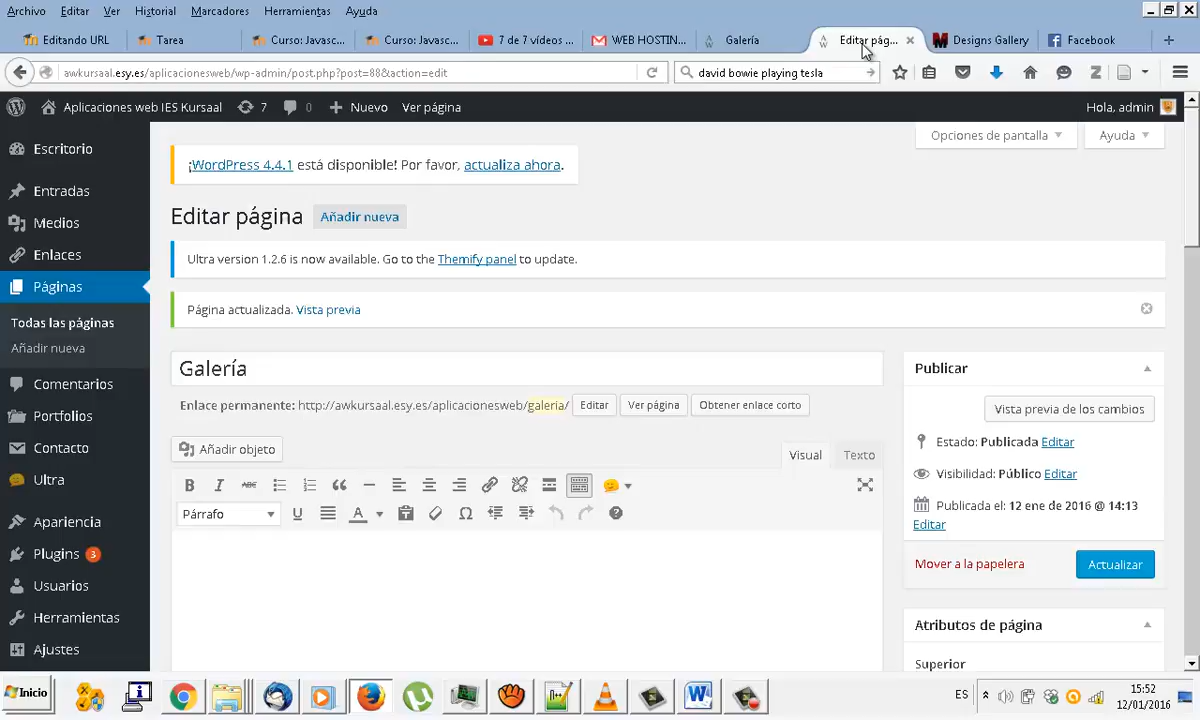 Archivo Editar Ver Historial Marcadores Herramientas Ayuda
Editando URL Tarea Curso: Javasc... Curso: Javasc... 7 de 7 vídeos ... WEB HOSTIN... Galería Editar pág... Designs Gallery Facebook
awkursaal.esy.es/aplicacionesweb/wp-admin/post.php?post=88&action=edit david bowie playing tesla
Aplicaciones web IES Kursaal 7 0 Nuevo Ver página Hola, admin
Opciones de pantalla Ayuda
Escritorio
¡WordPress 4.4.1 está disponible! Por favor, actualiza ahora.
Entradas
Editar página Añadir nueva
Medios
Enlaces
Ultra version 1.2.6 is now available. Go to the Themify panel to update.
Páginas
Página actualizada. Vista previa
Todas las páginas
Añadir nueva
Galería
Publicar
Comentarios
Enlace permanente: http://awkursaal.esy.es/aplicacionesweb/galeria/ Editar Ver página Obtener enlace corto
Vista previa de los cambios
Portfolios
Estado: Publicada Editar
Contacto
Añadir objeto Visual Texto
Visibilidad: Público Editar
Ultra
B I ABC
Publicada el: 12 ene de 2016 @ 14:13
Editar
Párrafo U A Ω
Apariencia
Plugins 3
Mover a la papelera Actualizar
Usuarios
Herramientas
Atributos de página
Ajustes
Superior
Inicio ES 15:52
12/01/2016